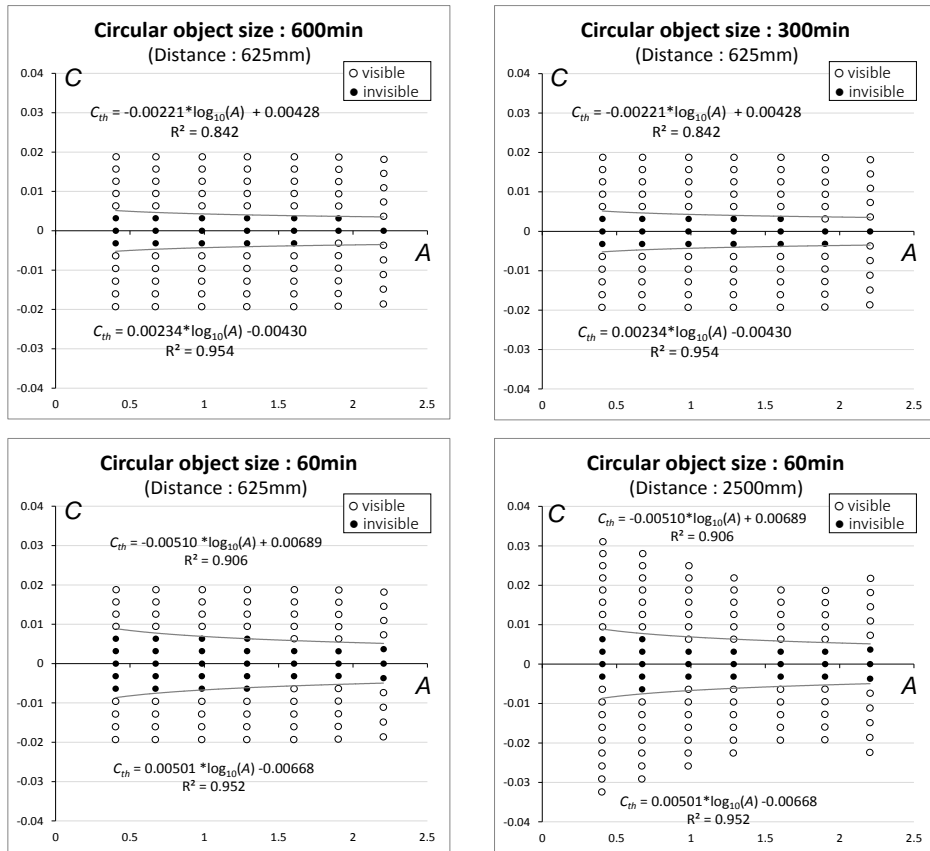 Circular object size : 600min
(Distance : 625mm)
0.04
C
visible
invisible
0.03
C_th = -0.00221*log10(A) + 0.00428
R² = 0.842
0.02
0.01
0
A
-0.01
-0.02
C_th = 0.00234*log10(A) -0.00430
R² = 0.954
-0.03
-0.04
0 0.5 1 1.5 2 2.5
Circular object size : 300min
(Distance : 625mm)
0.04
C
visible
invisible
0.03
C_th = -0.00221*log10(A) + 0.00428
R² = 0.842
0.02
0.01
0
A
-0.01
-0.02
C_th = 0.00234*log10(A) -0.00430
R² = 0.954
-0.03
-0.04
0 0.5 1 1.5 2 2.5
Circular object size : 60min
(Distance : 625mm)
0.04
C
visible
invisible
0.03
C_th = -0.00510 *log10(A) + 0.00689
R² = 0.906
0.02
0.01
0
A
-0.01
-0.02
C_th = 0.00501 *log10(A) -0.00668
R² = 0.952
-0.03
-0.04
0 0.5 1 1.5 2 2.5
Circular object size : 60min
(Distance : 2500mm)
0.04
C
visible
invisible
C_th = -0.00510*log10(A) + 0.00689
R² = 0.906
0.03
0.02
0.01
0
A
-0.01
-0.02
-0.03
C_th = 0.00501*log10(A) -0.00668
R² = 0.952
-0.04
0 0.5 1 1.5 2 2.5